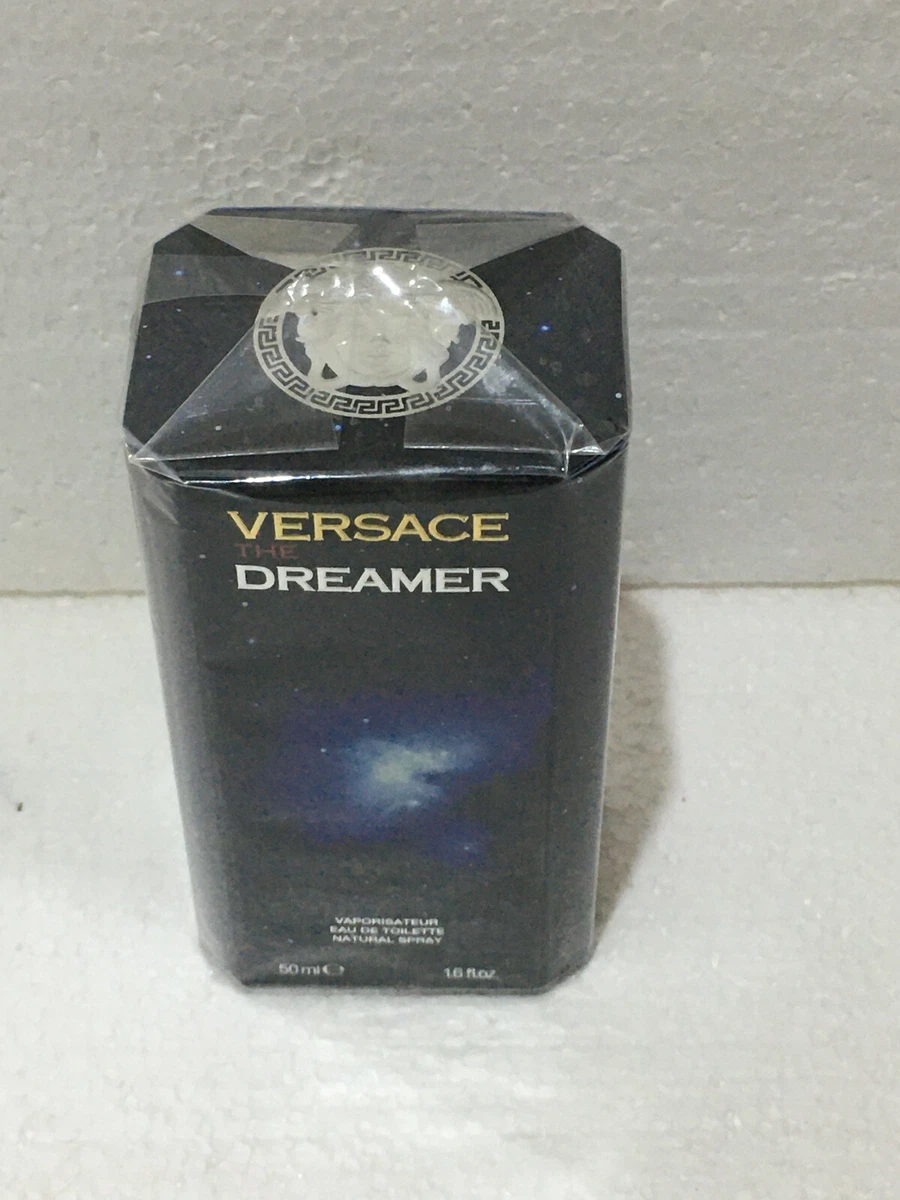 VERSACE
THE
DREAMER
VAPORISATEUR
EAU DE TOILETTE
NATURAL SPRAY
50 ml ℮ 1.6 fl.oz.